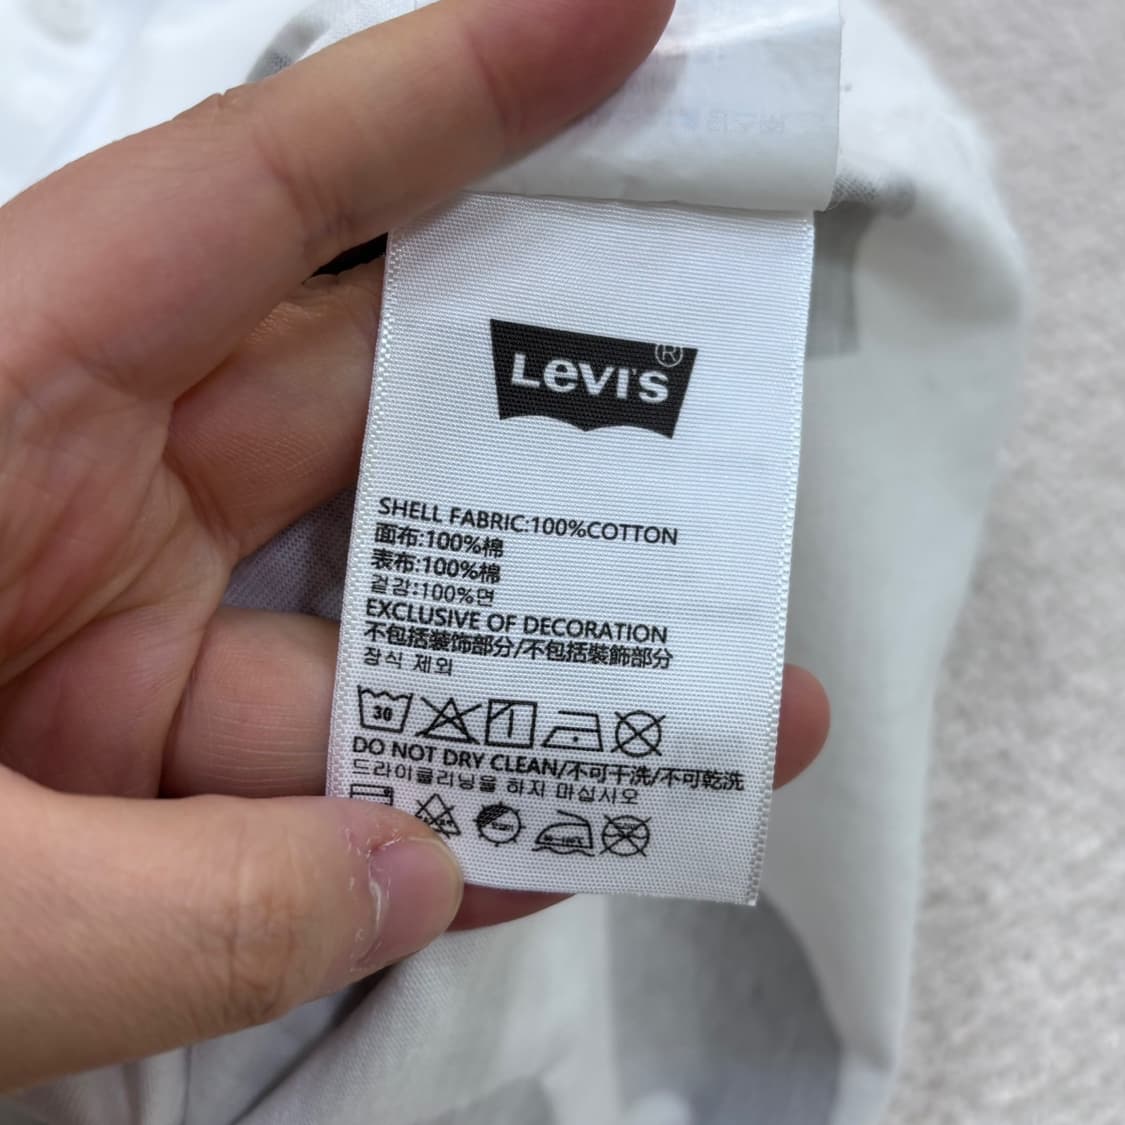 Levi's®
SHELL FABRIC:100%COTTON
面布:100%棉
表布:100%棉
겉감:100%면
EXCLUSIVE OF DECORATION
不包括装饰部分/不包括裝飾部分
장식 제외
30
DO NOT DRY CLEAN/不可干洗/不可乾洗
드라이클리닝을 하지 마십시오